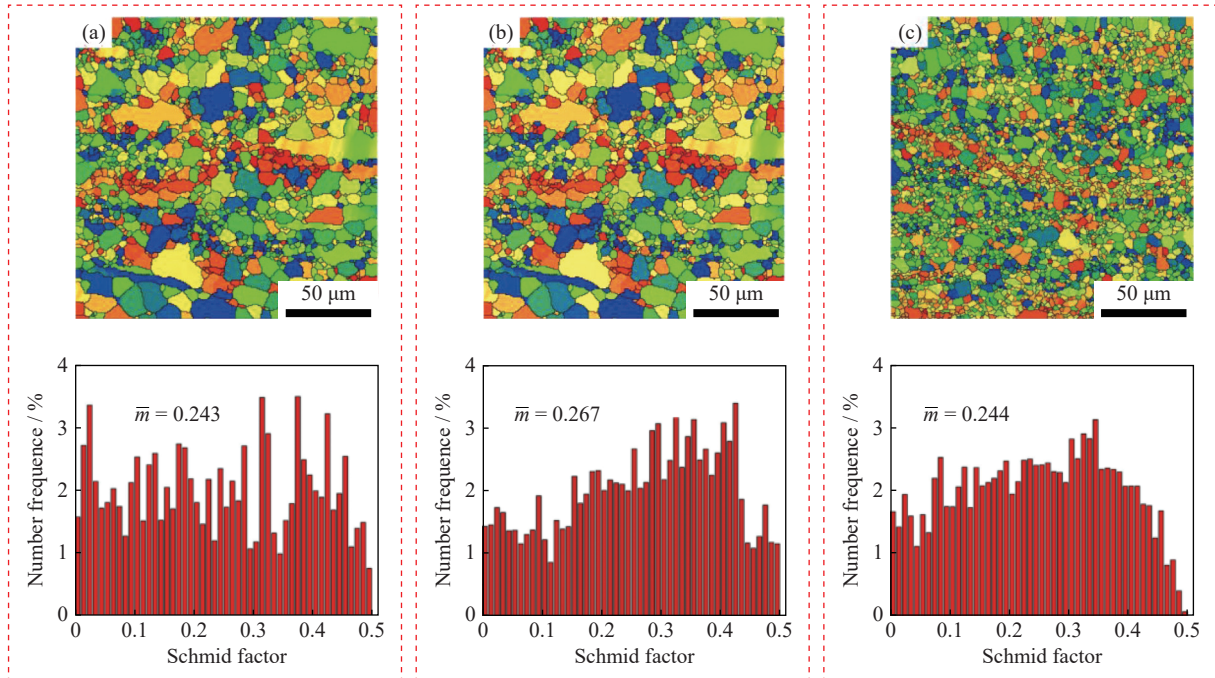 (a)
50 μm
4
3
2
1
0
Number frequence / %
m̅ = 0.243
0 0.1 0.2 0.3 0.4 0.5
Schmid factor
(b)
50 μm
4
3
2
1
0
Number frequence / %
m̅ = 0.267
0 0.1 0.2 0.3 0.4 0.5
Schmid factor
(c)
50 μm
4
3
2
1
0
Number frequence / %
m̅ = 0.244
0 0.1 0.2 0.3 0.4 0.5
Schmid factor